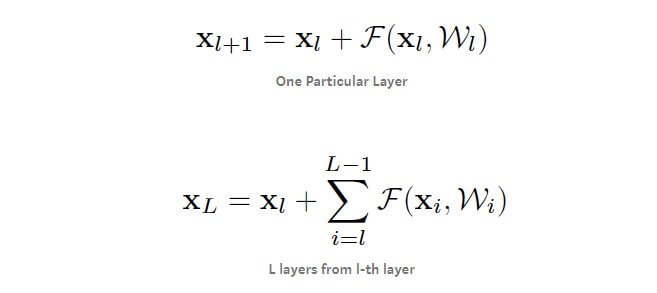 x_{l+1} = x_l + F(x_l, W_l)
One Particular Layer
x_L = x_l + \sum_{i=l}^{L-1} F(x_i, W_i)
L layers from l-th layer